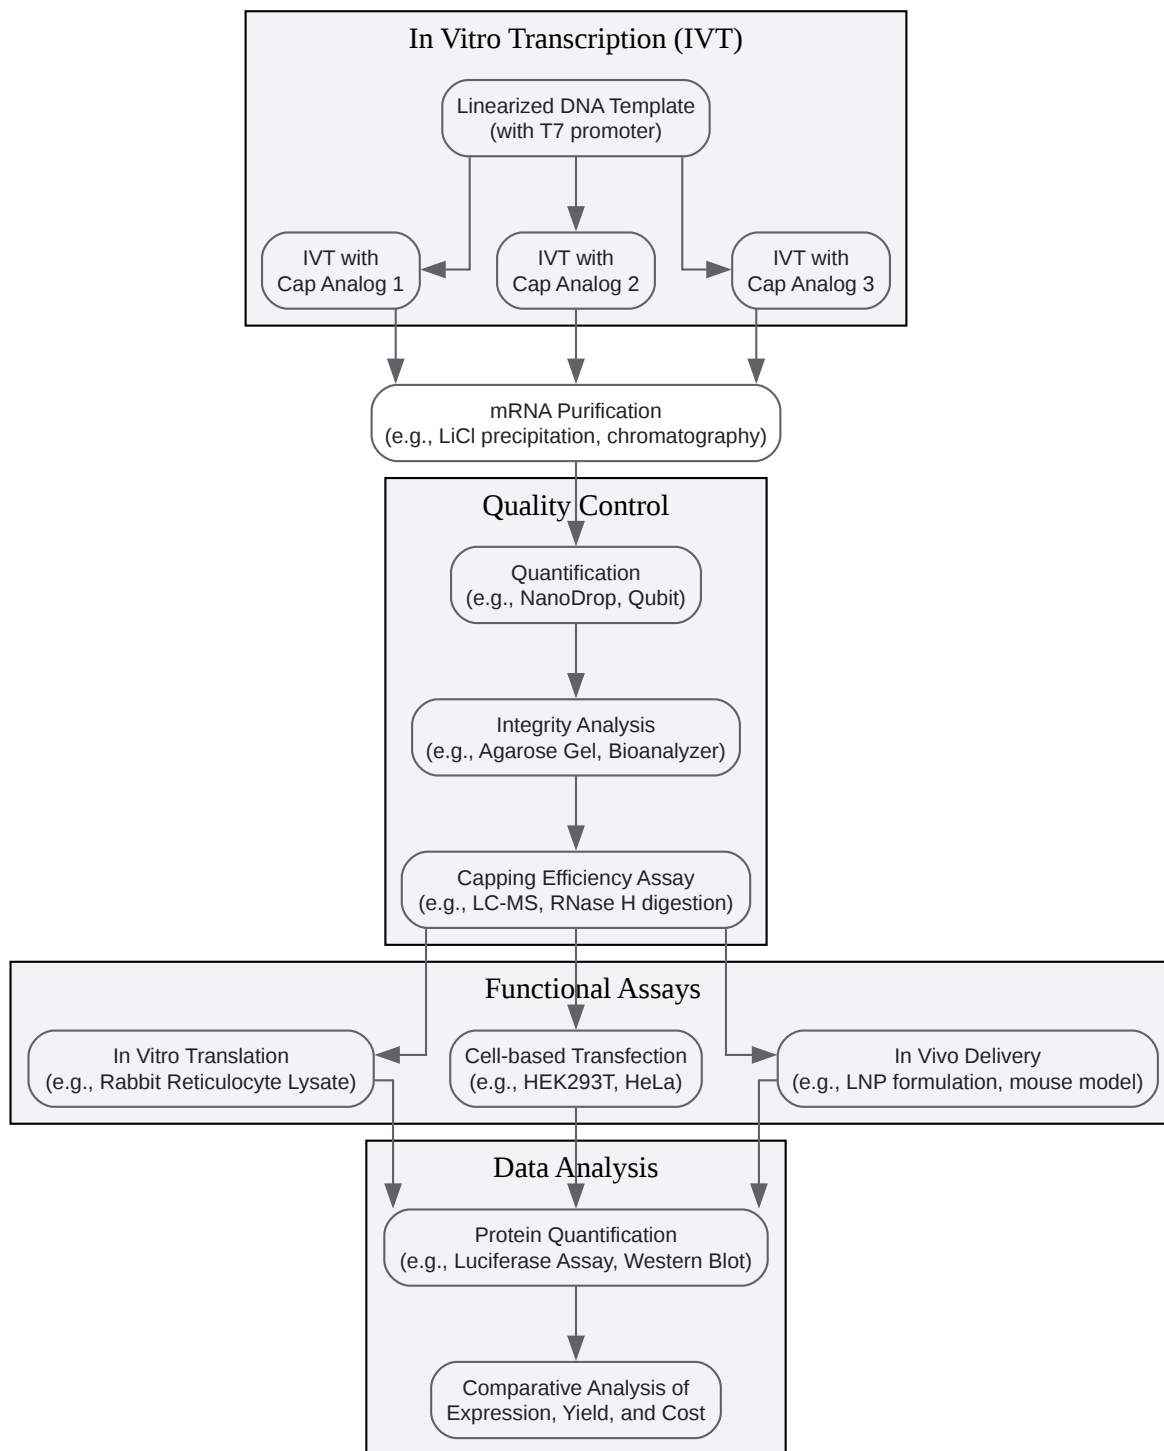 In Vitro Transcription (IVT)
Linearized DNA Template
(with T7 promoter)
IVT with
Cap Analog 1
IVT with
Cap Analog 2
IVT with
Cap Analog 3
mRNA Purification
(e.g., LiCl precipitation, chromatography)
Quality Control
Quantification
(e.g., NanoDrop, Qubit)
Integrity Analysis
(e.g., Agarose Gel, Bioanalyzer)
Capping Efficiency Assay
(e.g., LC-MS, RNase H digestion)
Functional Assays
In Vitro Translation
(e.g., Rabbit Reticulocyte Lysate)
Cell-based Transfection
(e.g., HEK293T, HeLa)
In Vivo Delivery
(e.g., LNP formulation, mouse model)
Data Analysis
Protein Quantification
(e.g., Luciferase Assay, Western Blot)
Comparative Analysis of
Expression, Yield, and Cost